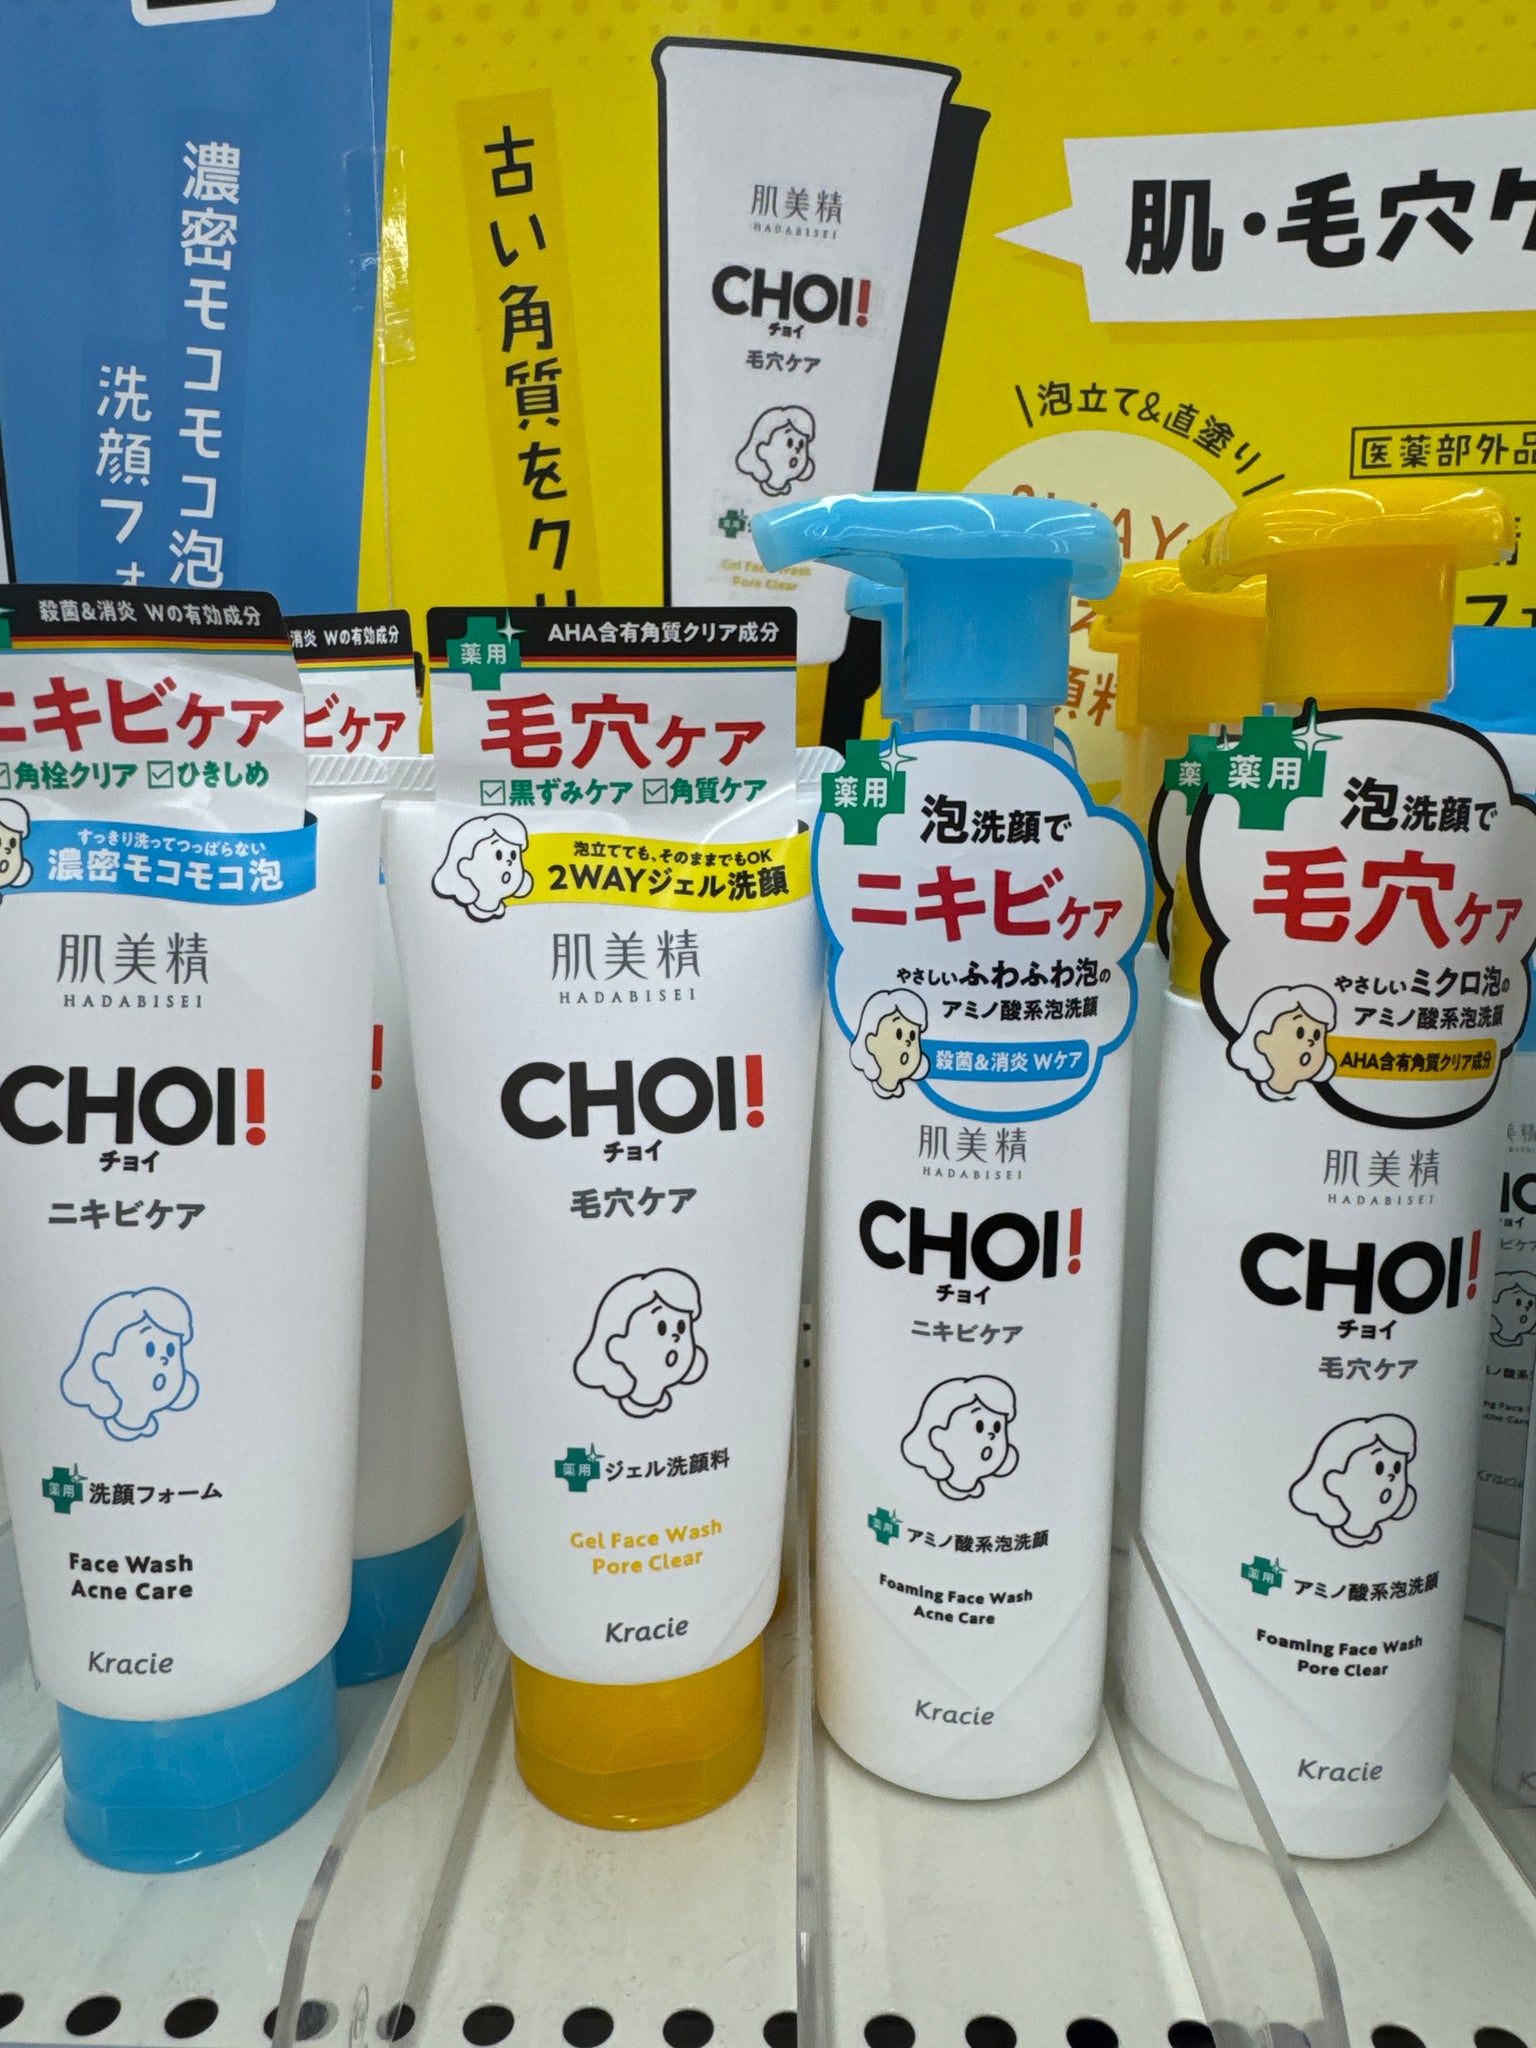 濃密モコモコ泡
洗顔フォ
古い角質をクリ
肌美精
HADABISEI
CHOI!
チョイ
毛穴ケア
薬用
Gel Face Wash
Pore Clear
肌・毛穴ケ
泡立て&直塗り
2WAY
医薬部外品
殺菌&消炎 Wの有効成分
ニキビケア
角栓クリア ひきしめ
すっきり洗ってつっぱらない
濃密モコモコ泡
肌美精
HADABISEI
CHOI!
チョイ
ニキビケア
薬用 洗顔フォーム
Face Wash
Acne Care
Kracie
消炎 Wの有効成分
ビケア
!
薬用
AHA含有角質クリア成分
毛穴ケア
黒ずみケア 角質ケア
泡立てても、そのままでもOK
2WAYジェル洗顔
肌美精
HADABISEI
CHOI!
チョイ
毛穴ケア
薬用 ジェル洗顔料
Gel Face Wash
Pore Clear
Kracie
薬用
泡洗顔で
ニキビケア
やさしいふわふわ泡の
アミノ酸系泡洗顔
殺菌&消炎 Wケア
肌美精
HADABISEI
CHOI!
チョイ
ニキビケア
薬用 アミノ酸系泡洗顔
Foaming Face Wash
Acne Care
Kracie
薬
薬用
泡洗顔で
毛穴ケア
やさしいミクロ泡の
アミノ酸系泡洗顔
AHA含有角質クリア成分
肌美精
HADABISEI
CHOI!
チョイ
毛穴ケア
薬用 アミノ酸系泡洗顔
Foaming Face Wash
Pore Clear
Kracie